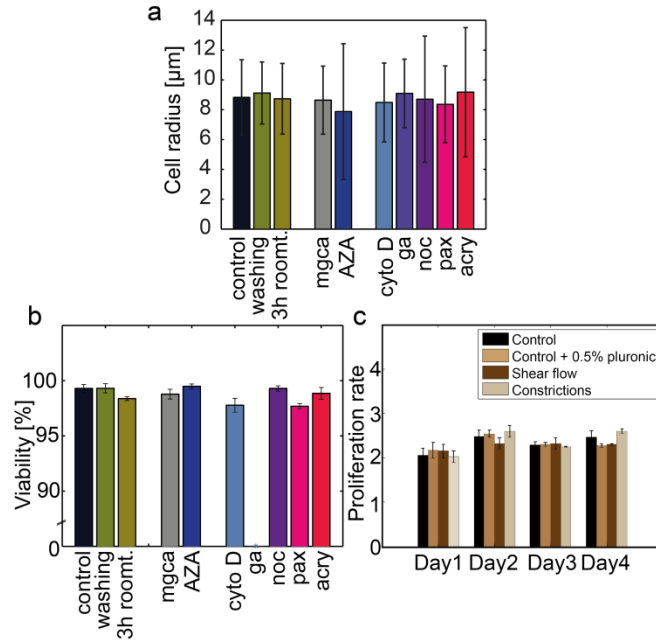 a
Cell radius [µm]
14
12
10
8
6
4
2
0
control
washing
3h roomt.
mgca
AZA
cyto D
ga
noc
pax
acry
b
Viability [%]
100
95
90
0
control
washing
3h roomt.
mgca
AZA
cyto D
ga
noc
pax
acry
c
Proliferation rate
5
4
3
2
1
0
Control
Control + 0.5% pluronic
Shear flow
Constrictions
Day1 Day2 Day3 Day4